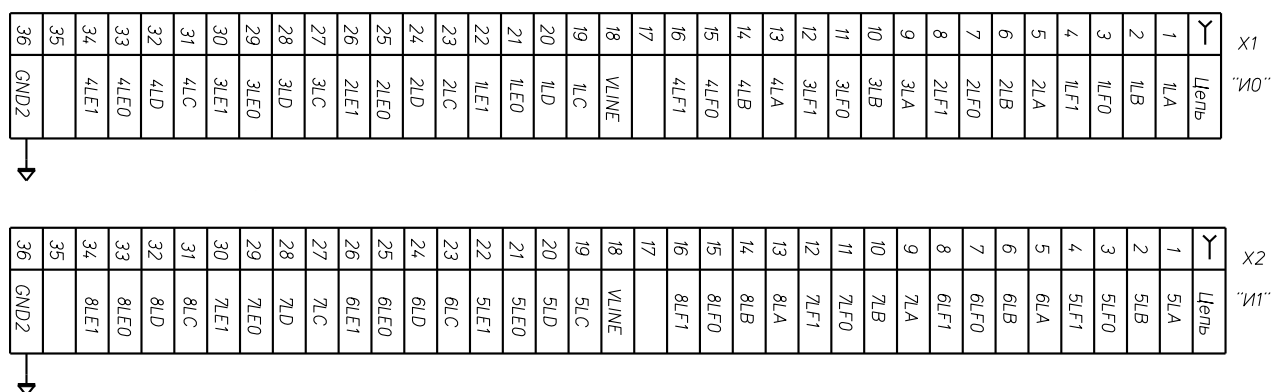 X1
"И0"
Цепь
1 1LA
2 1LB
3 1LF0
4 1LF1
5 2LA
6 2LB
7 2LF0
8 2LF1
9 3LA
10 3LB
11 3LF0
12 3LF1
13 4LA
14 4LB
15 4LF0
16 4LF1
17
18 VLINE
19 1LC
20 1LD
21 1LE0
22 1LE1
23 2LC
24 2LD
25 2LE0
26 2LE1
27 3LC
28 3LD
29 3LE0
30 3LE1
31 4LC
32 4LD
33 4LE0
34 4LE1
35
36 GND2
X2
"И1"
Цепь
1 5LA
2 5LB
3 5LF0
4 5LF1
5 6LA
6 6LB
7 6LF0
8 6LF1
9 7LA
10 7LB
11 7LF0
12 7LF1
13 8LA
14 8LB
15 8LF0
16 8LF1
17
18 VLINE
19 5LC
20 5LD
21 5LE0
22 5LE1
23 6LC
24 6LD
25 6LE0
26 6LE1
27 7LC
28 7LD
29 7LE0
30 7LE1
31 8LC
32 8LD
33 8LE0
34 8LE1
35
36 GND2